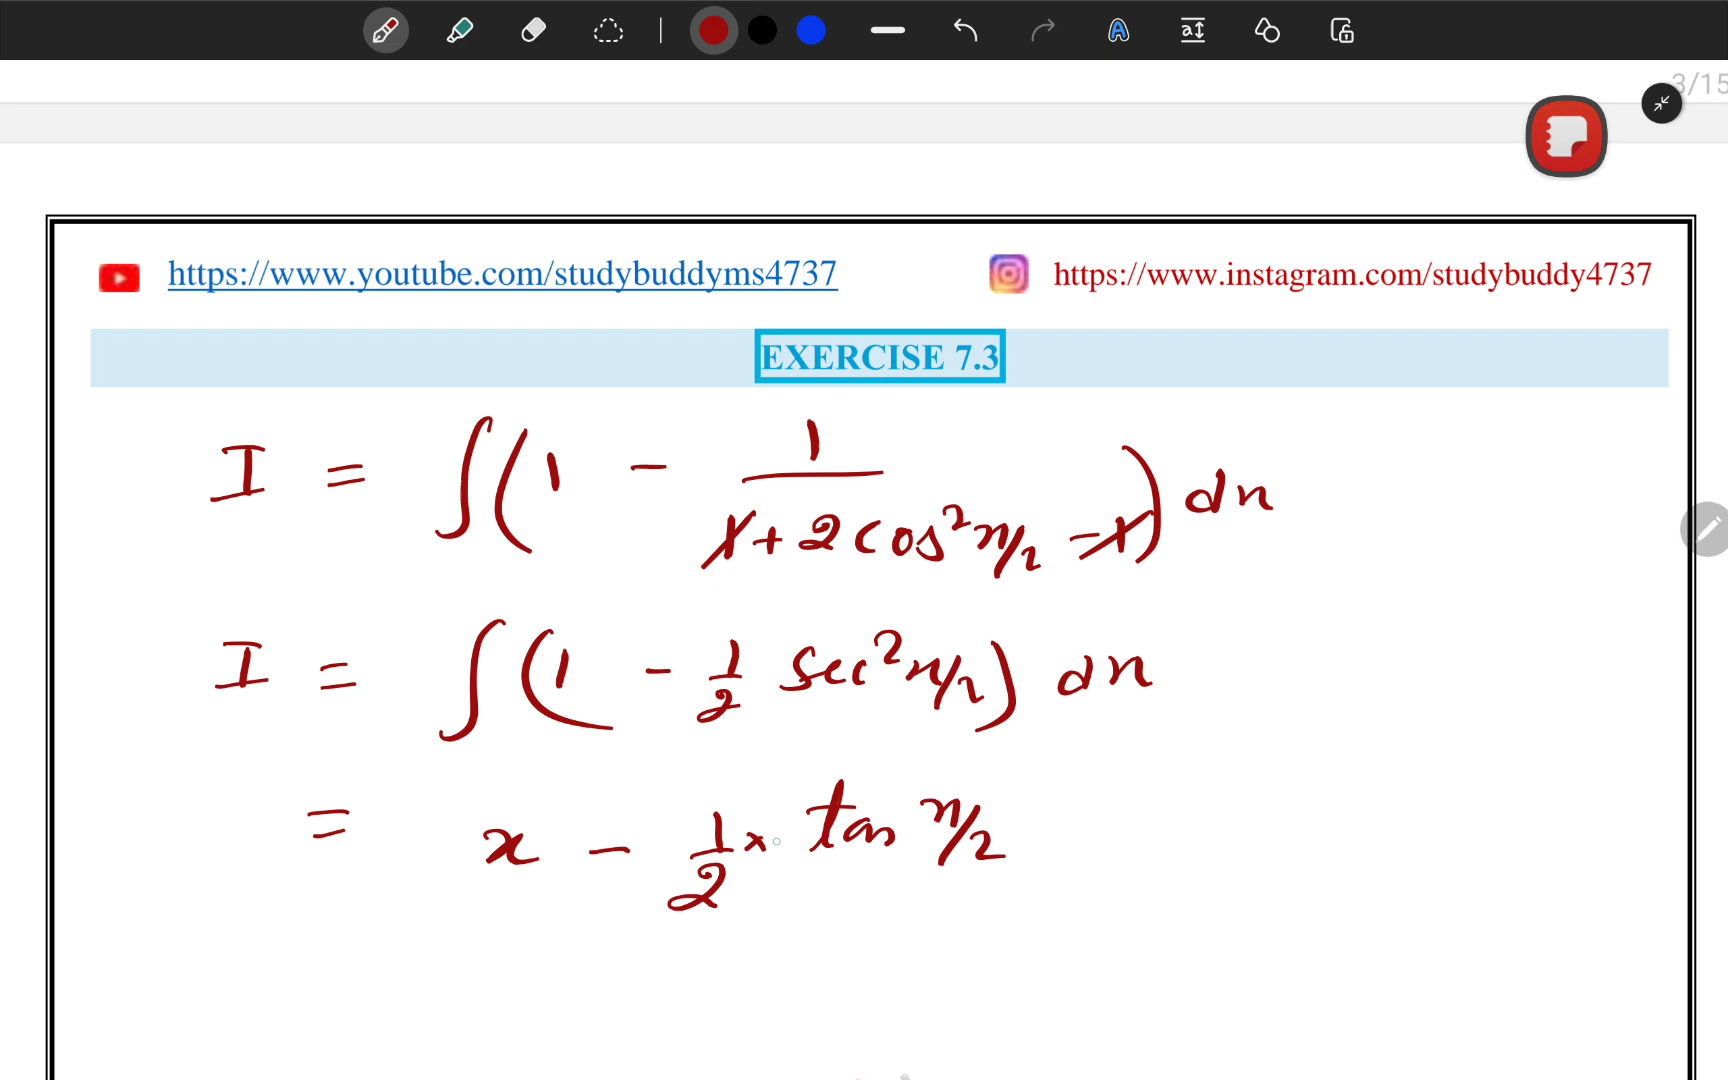 3/15
https://www.youtube.com/studybuddyms4737 https://www.instagram.com/studybuddy4737
EXERCISE 7.3
I = ∫(1 - 1/(1+2cos²x/2 -1)) dx
I = ∫(1 - 1/2 sec²x/2) dx
= x - 1/2 × tan x/2